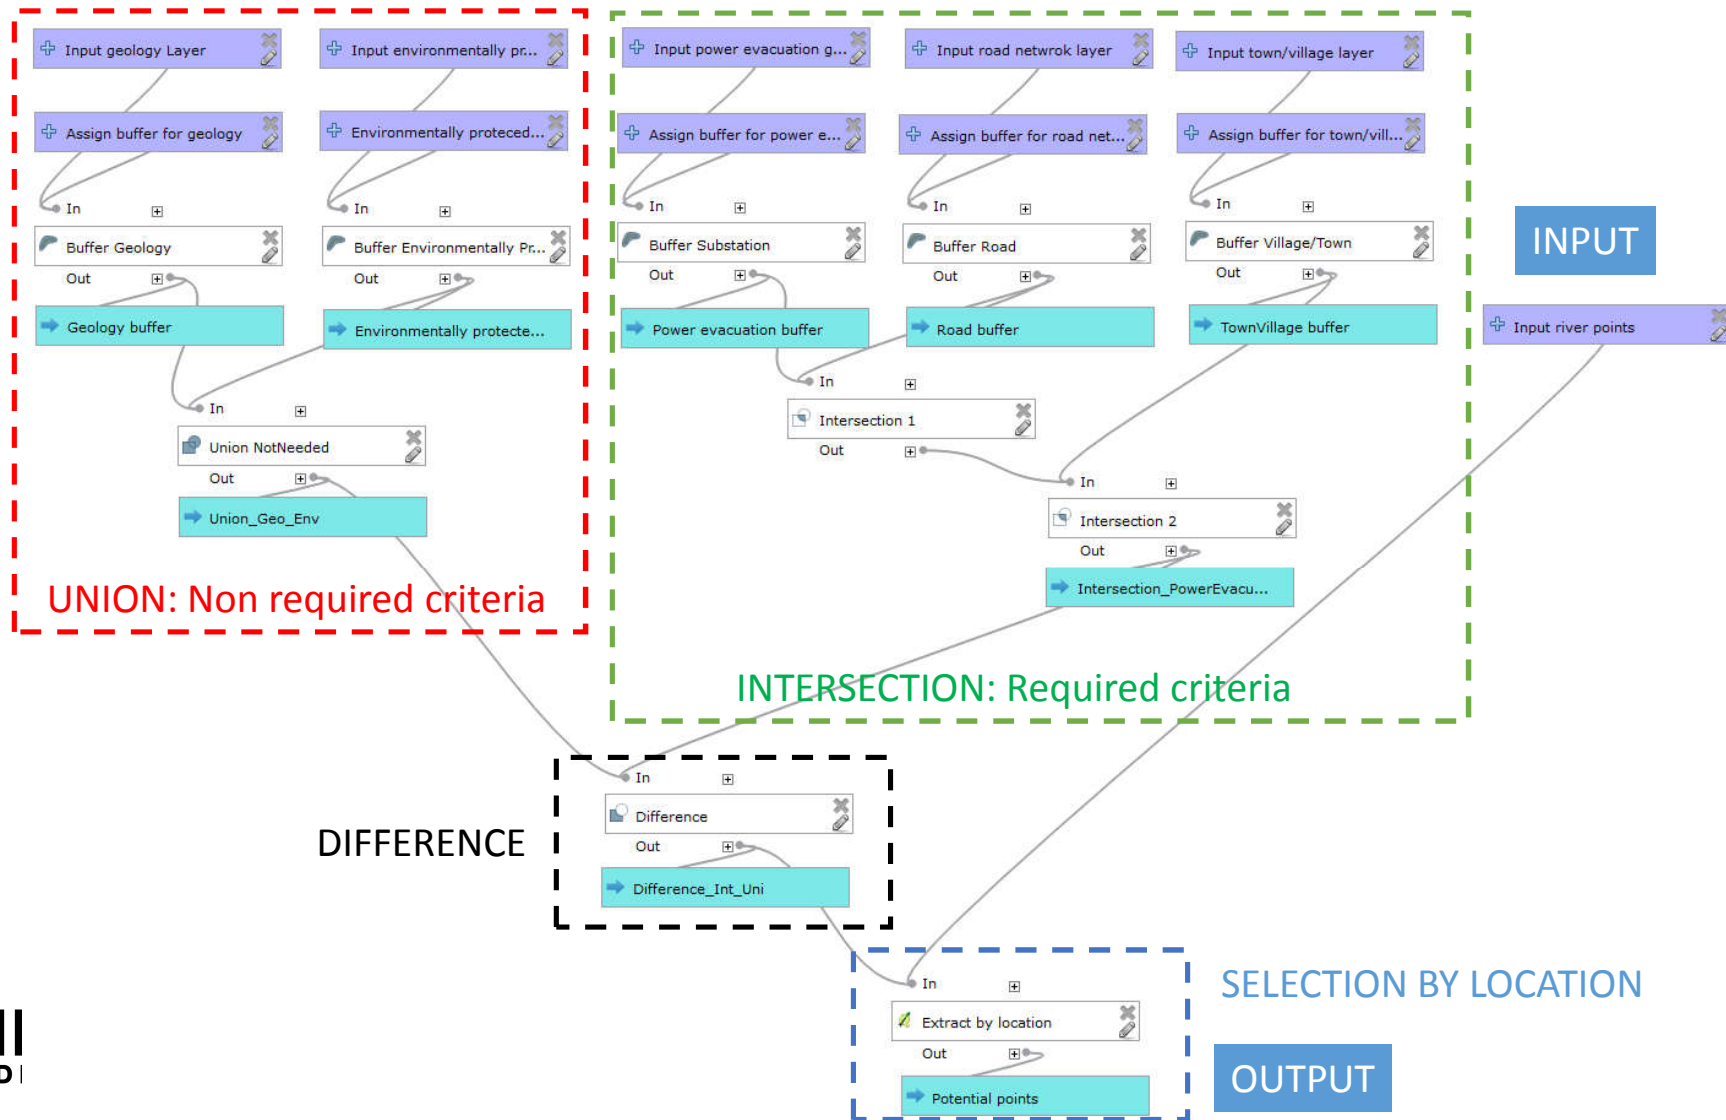 Input geology Layer
Input environmentally pr...
Input power evacuation g...
Input road netwrok layer
Input town/village layer
Assign buffer for geology
Environmentally proteced...
Assign buffer for power e...
Assign buffer for road net...
Assign buffer for town/vill...
In
In
In
In
In
Buffer Geology
Buffer Environmentally Pr...
Buffer Substation
Buffer Road
Buffer Village/Town
INPUT
Out
Out
Out
Out
Out
Geology buffer
Environmentally protecte...
Power evacuation buffer
Road buffer
TownVillage buffer
Input river points
In
In
Union NotNeeded
Intersection 1
Out
Out
In
Union_Geo_Env
Intersection 2
Out
Intersection_PowerEvacu...
UNION: Non required criteria
INTERSECTION: Required criteria
In
Difference
DIFFERENCE
Out
Difference_Int_Uni
In
SELECTION BY LOCATION
Extract by location
Out
OUTPUT
Potential points